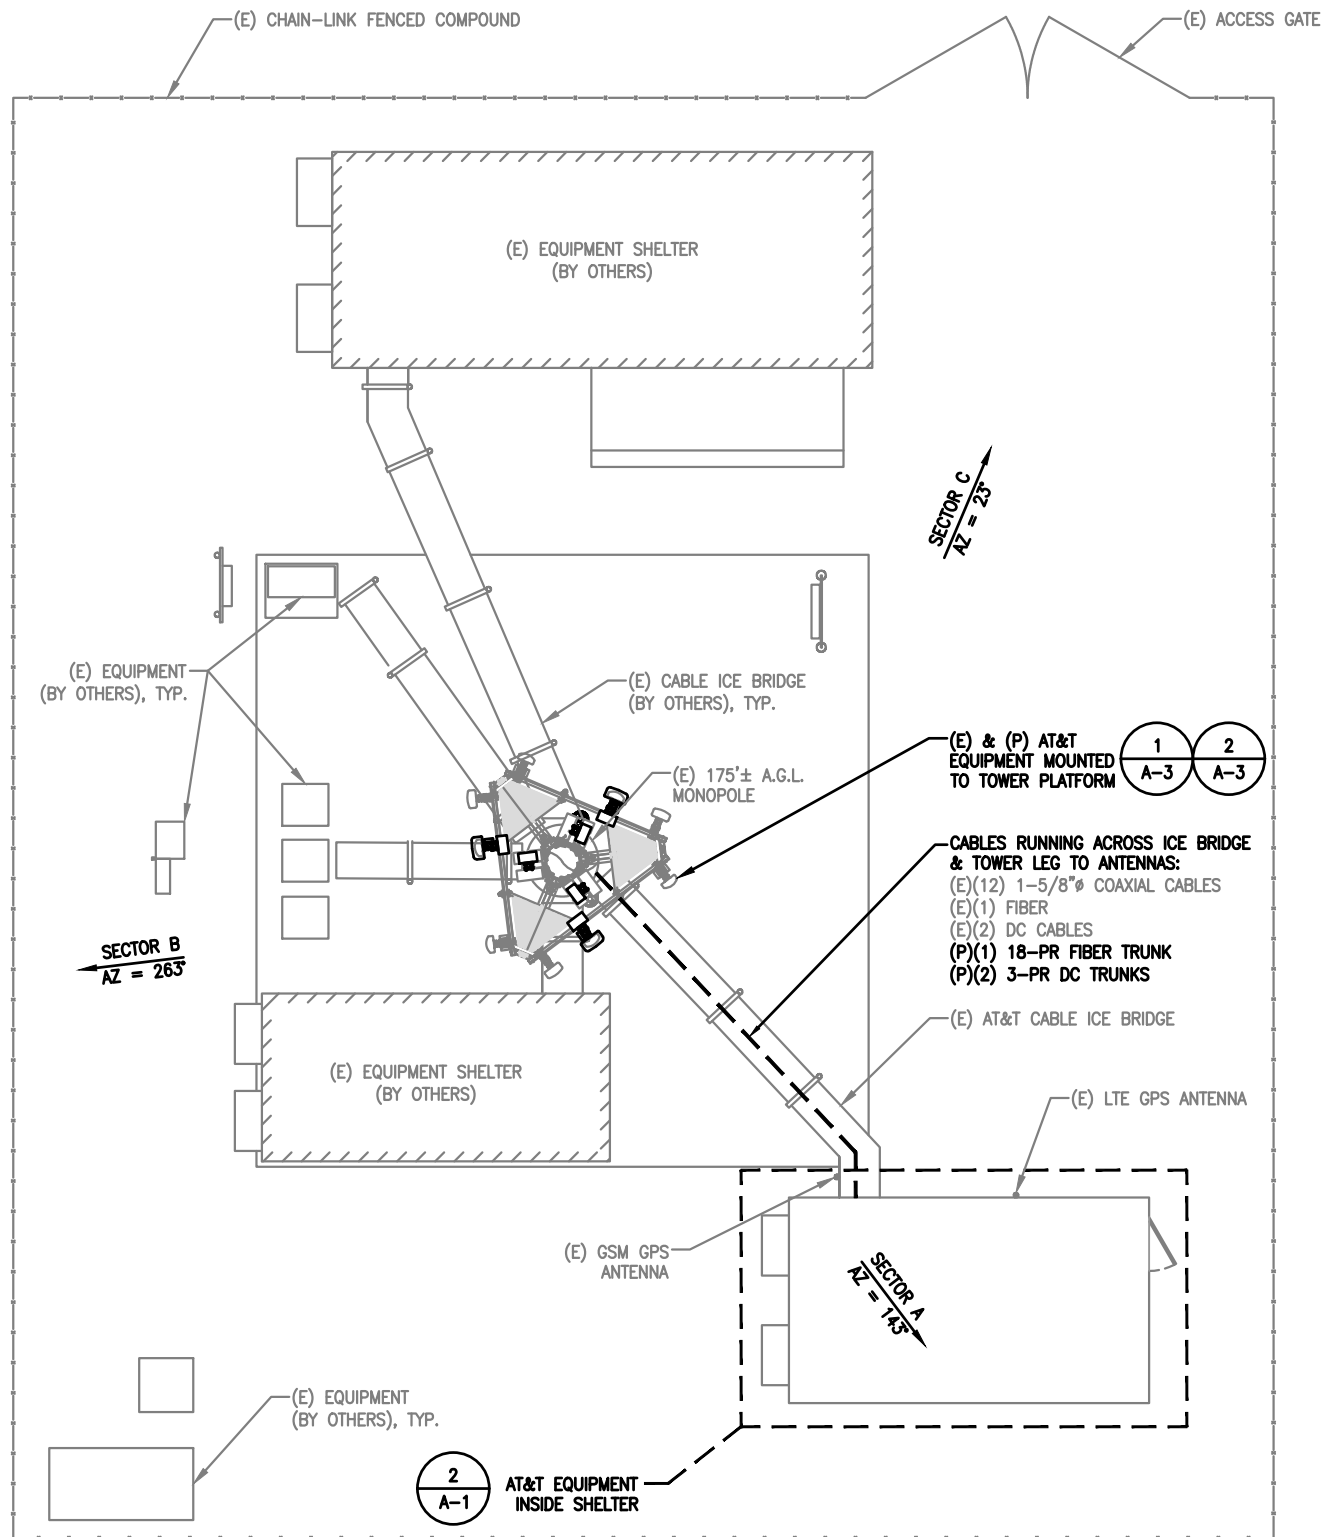 (E) CHAIN-LINK FENCED COMPOUND
(E) ACCESS GATE
(E) EQUIPMENT SHELTER
(BY OTHERS)
SECTOR C
AZ = 23°
(E) EQUIPMENT
(BY OTHERS), TYP.
(E) CABLE ICE BRIDGE
(BY OTHERS), TYP.
(E) & (P) AT&T
EQUIPMENT MOUNTED
TO TOWER PLATFORM
1
A-3
2
A-3
(E) 175'± A.G.L.
MONOPOLE
CABLES RUNNING ACROSS ICE BRIDGE
& TOWER LEG TO ANTENNAS:
(E)(12) 1-5/8"ø COAXIAL CABLES
(E)(1) FIBER
(E)(2) DC CABLES
(P)(1) 18-PR FIBER TRUNK
(P)(2) 3-PR DC TRUNKS
SECTOR B
AZ = 263°
(E) AT&T CABLE ICE BRIDGE
(E) EQUIPMENT SHELTER
(BY OTHERS)
(E) LTE GPS ANTENNA
(E) GSM GPS
ANTENNA
SECTOR A
AZ = 143°
(E) EQUIPMENT
(BY OTHERS), TYP.
2
A-1
AT&T EQUIPMENT
INSIDE SHELTER